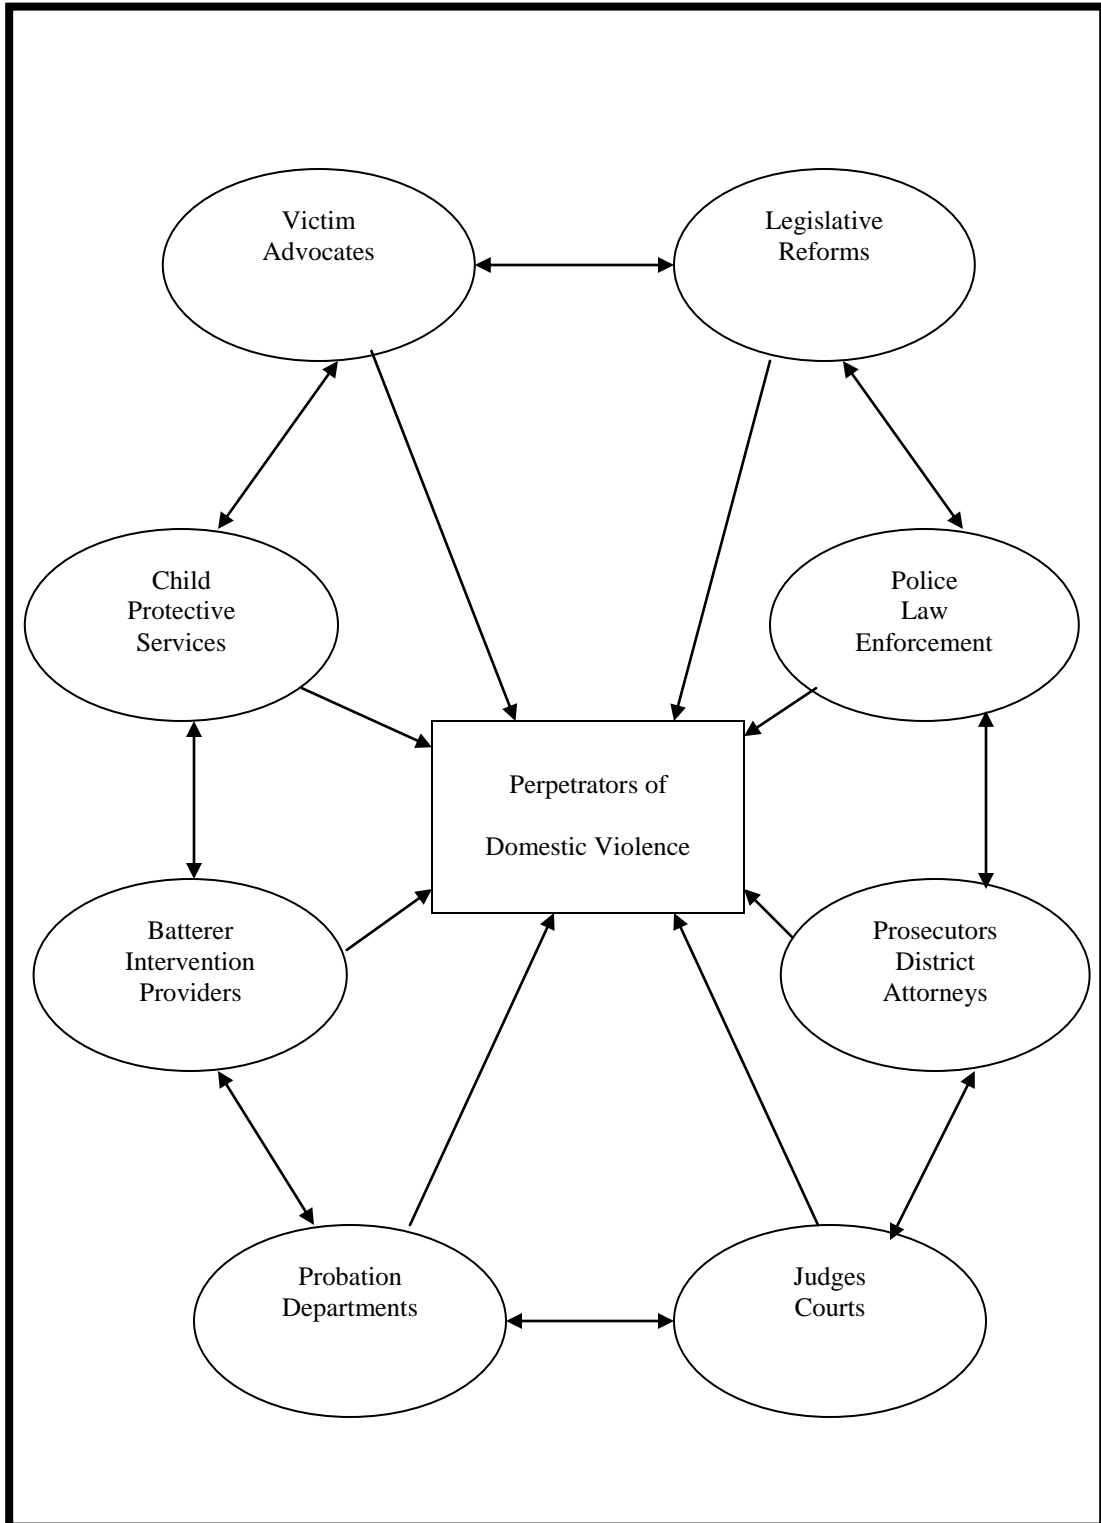 Victim
Advocates
Legislative
Reforms
Child
Protective
Services
Police
Law
Enforcement
Perpetrators of
Domestic Violence
Batterer
Intervention
Providers
Prosecutors
District
Attorneys
Probation
Departments
Judges
Courts